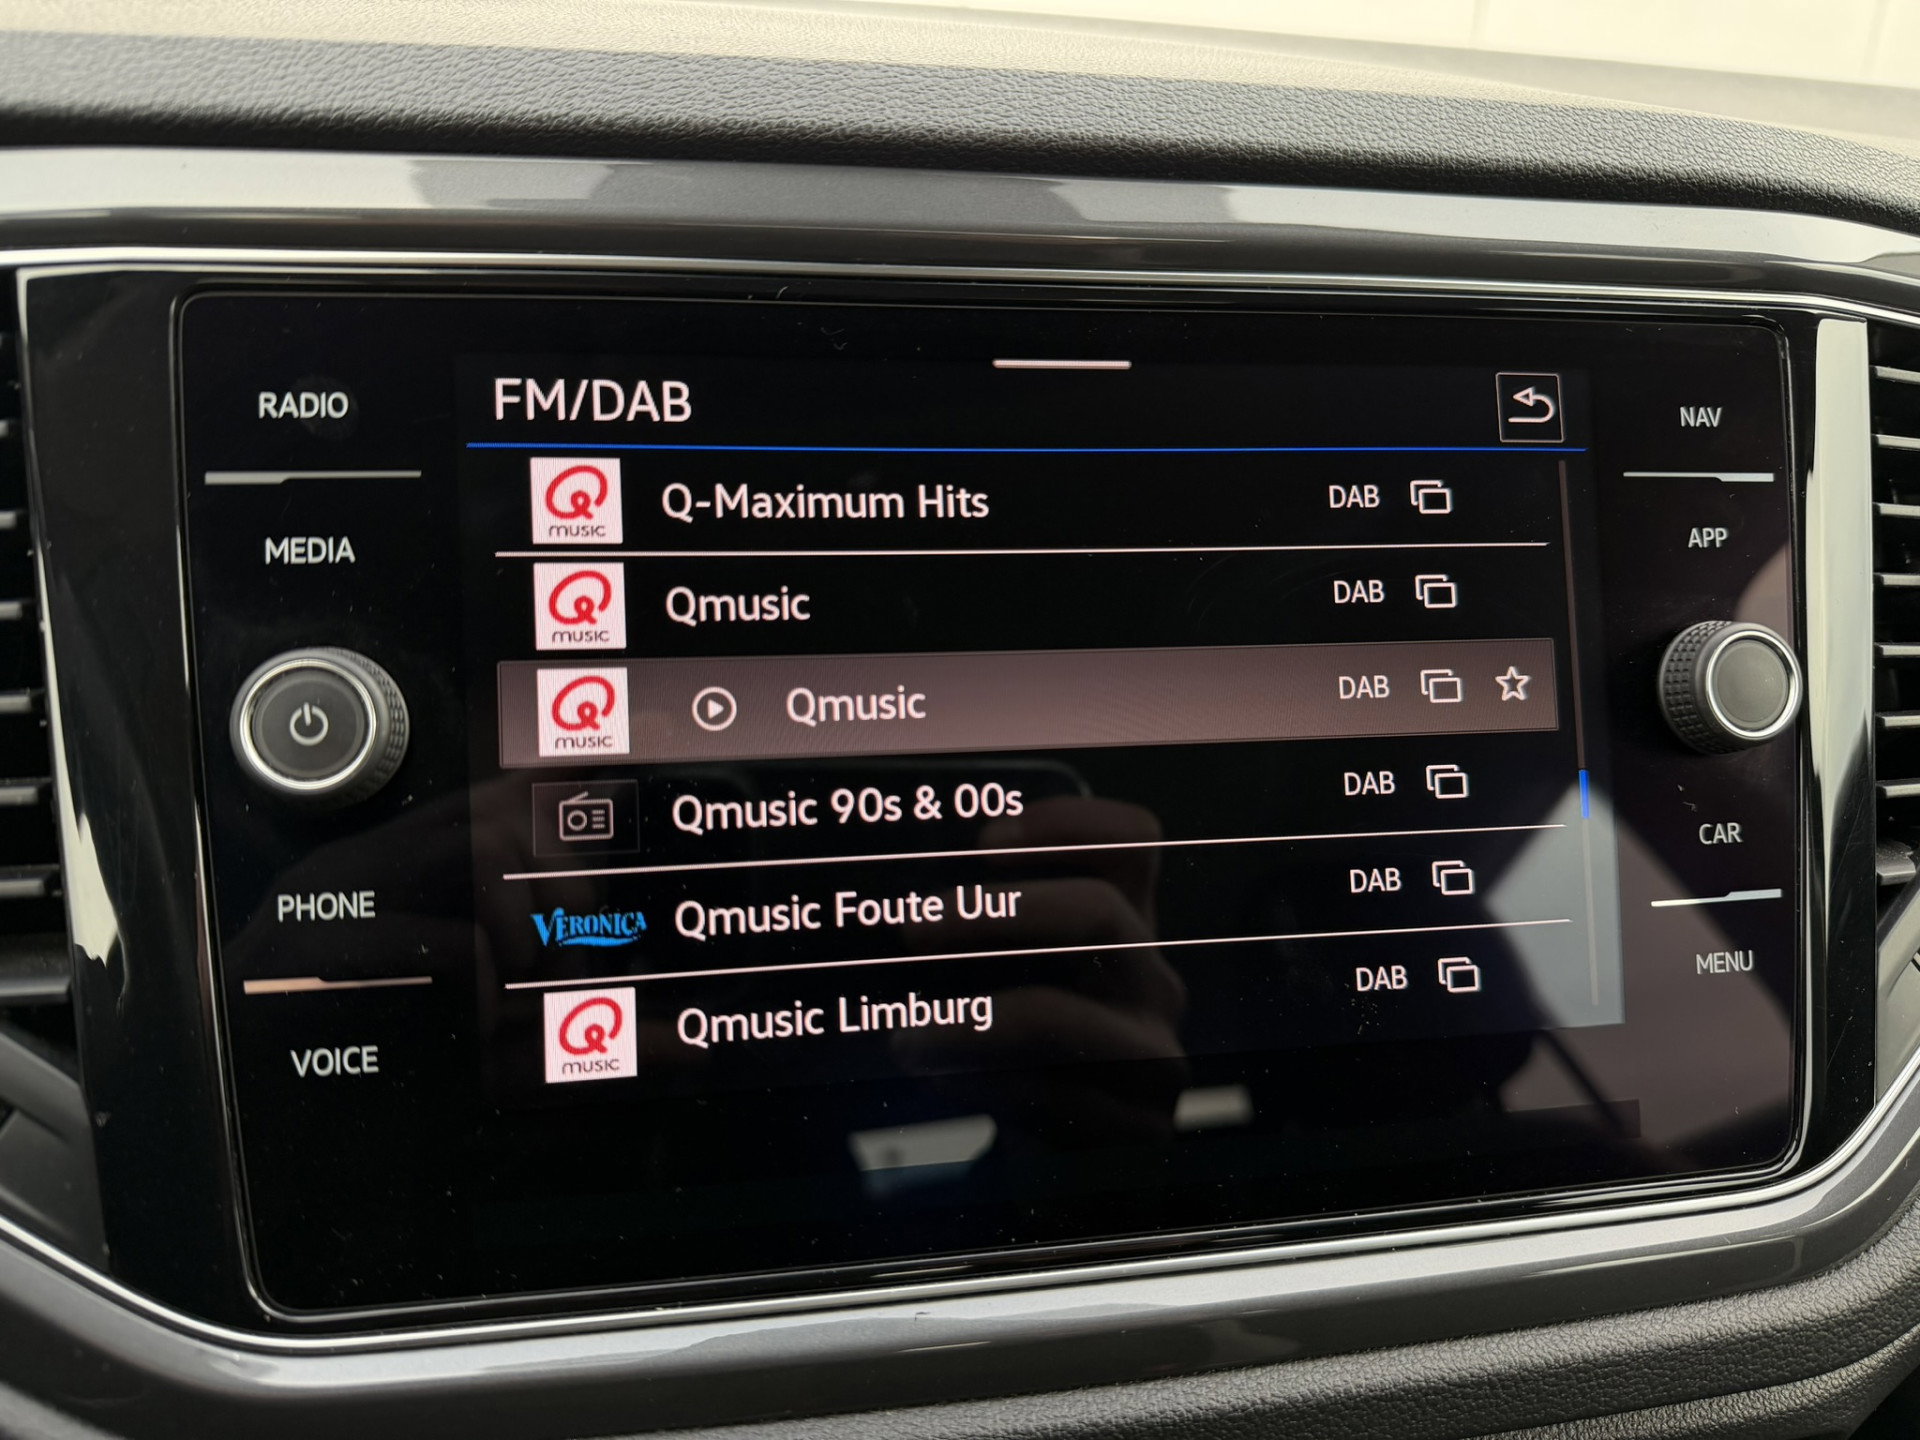 FM/DAB
RADIO
MEDIA
PHONE
VOICE
Q MUSIC Q-Maximum Hits DAB
Q MUSIC Qmusic DAB
Q MUSIC Qmusic DAB
Qmusic 90s & 00s DAB
VERONICA Qmusic Foute Uur DAB
Q MUSIC Qmusic Limburg DAB
NAV
APP
CAR
MENU